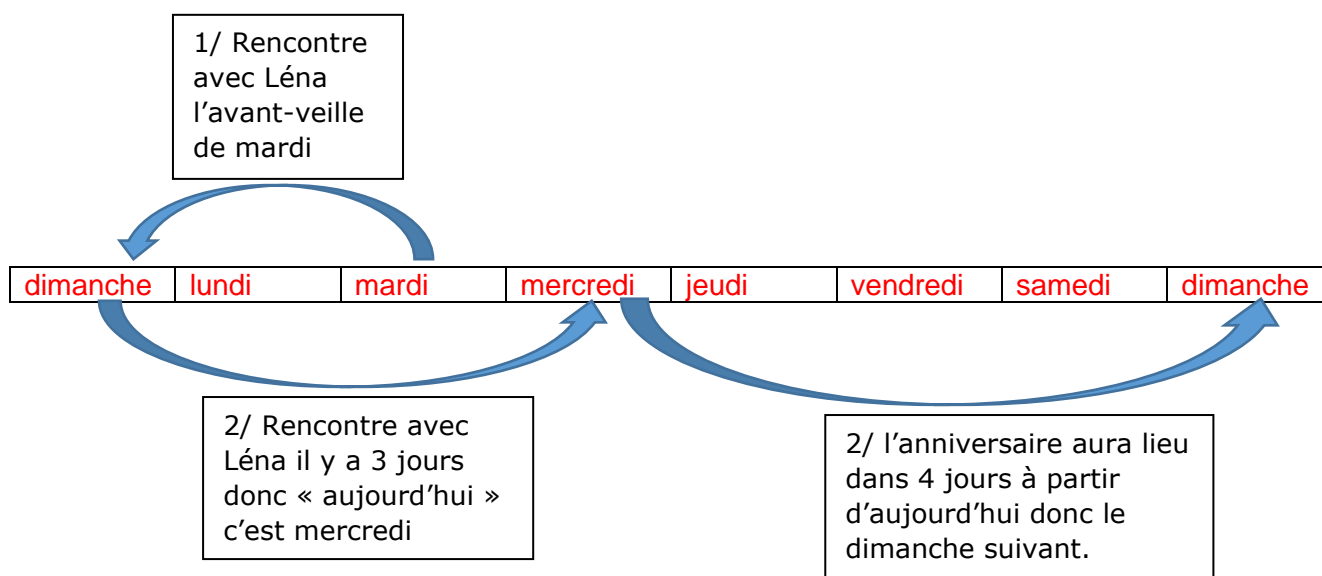 1/ Rencontre
avec Léna
l’avant-veille
de mardi
dimanche lundi mardi mercredi jeudi vendredi samedi dimanche
2/ Rencontre avec
Léna il y a 3 jours
donc « aujourd’hui »
c’est mercredi
2/ l’anniversaire aura lieu
dans 4 jours à partir
d’aujourd’hui donc le
dimanche suivant.